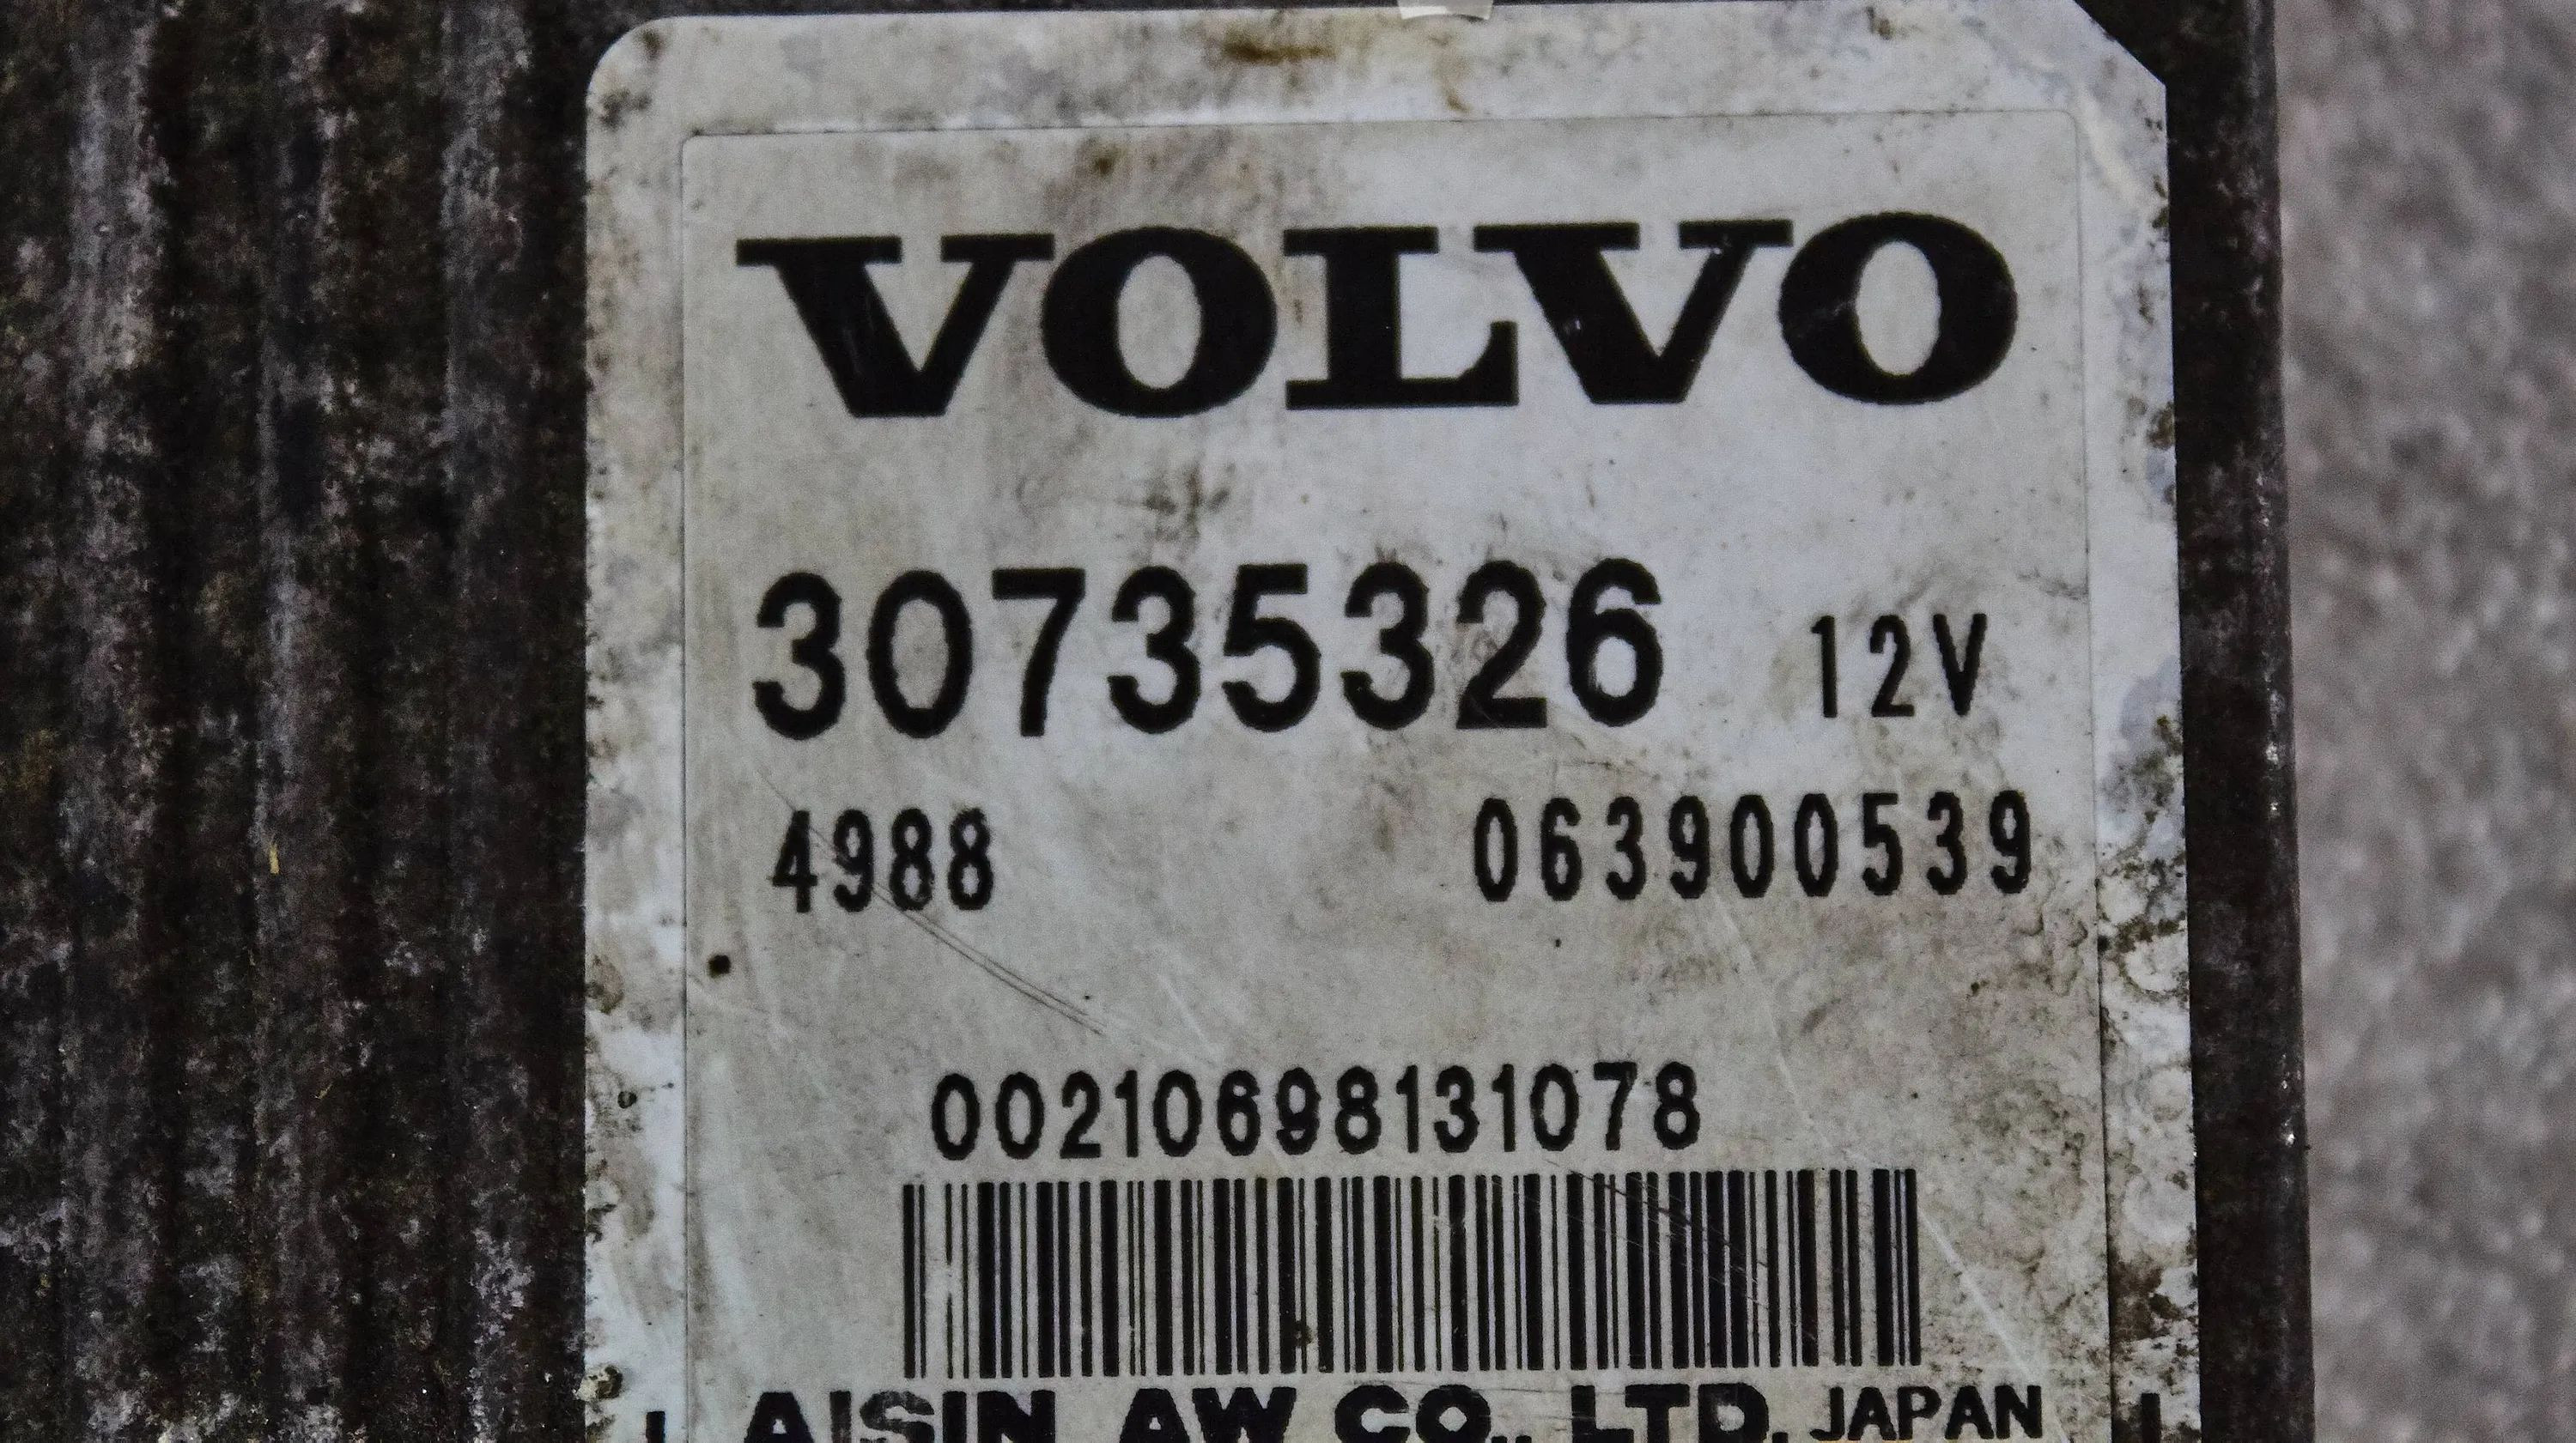 VOLVO
30735326 12V
4988 063900539
00210698131078
AISIN AW CO., LTD. JAPAN